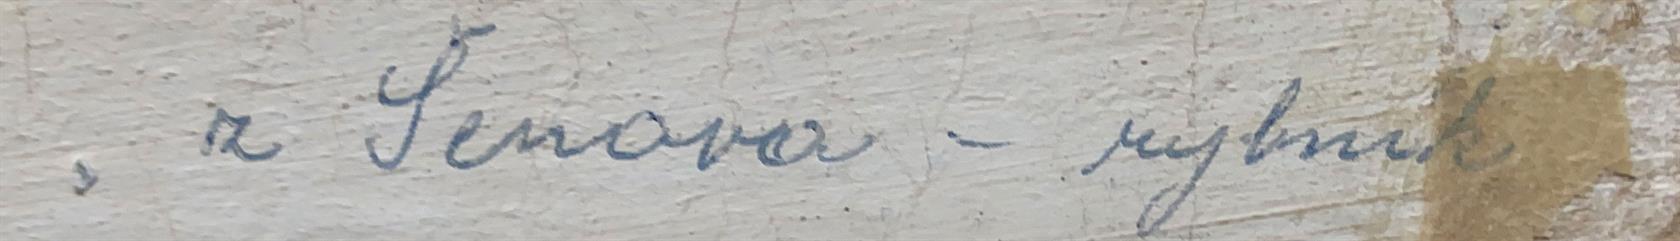 , z Šenova - rybník